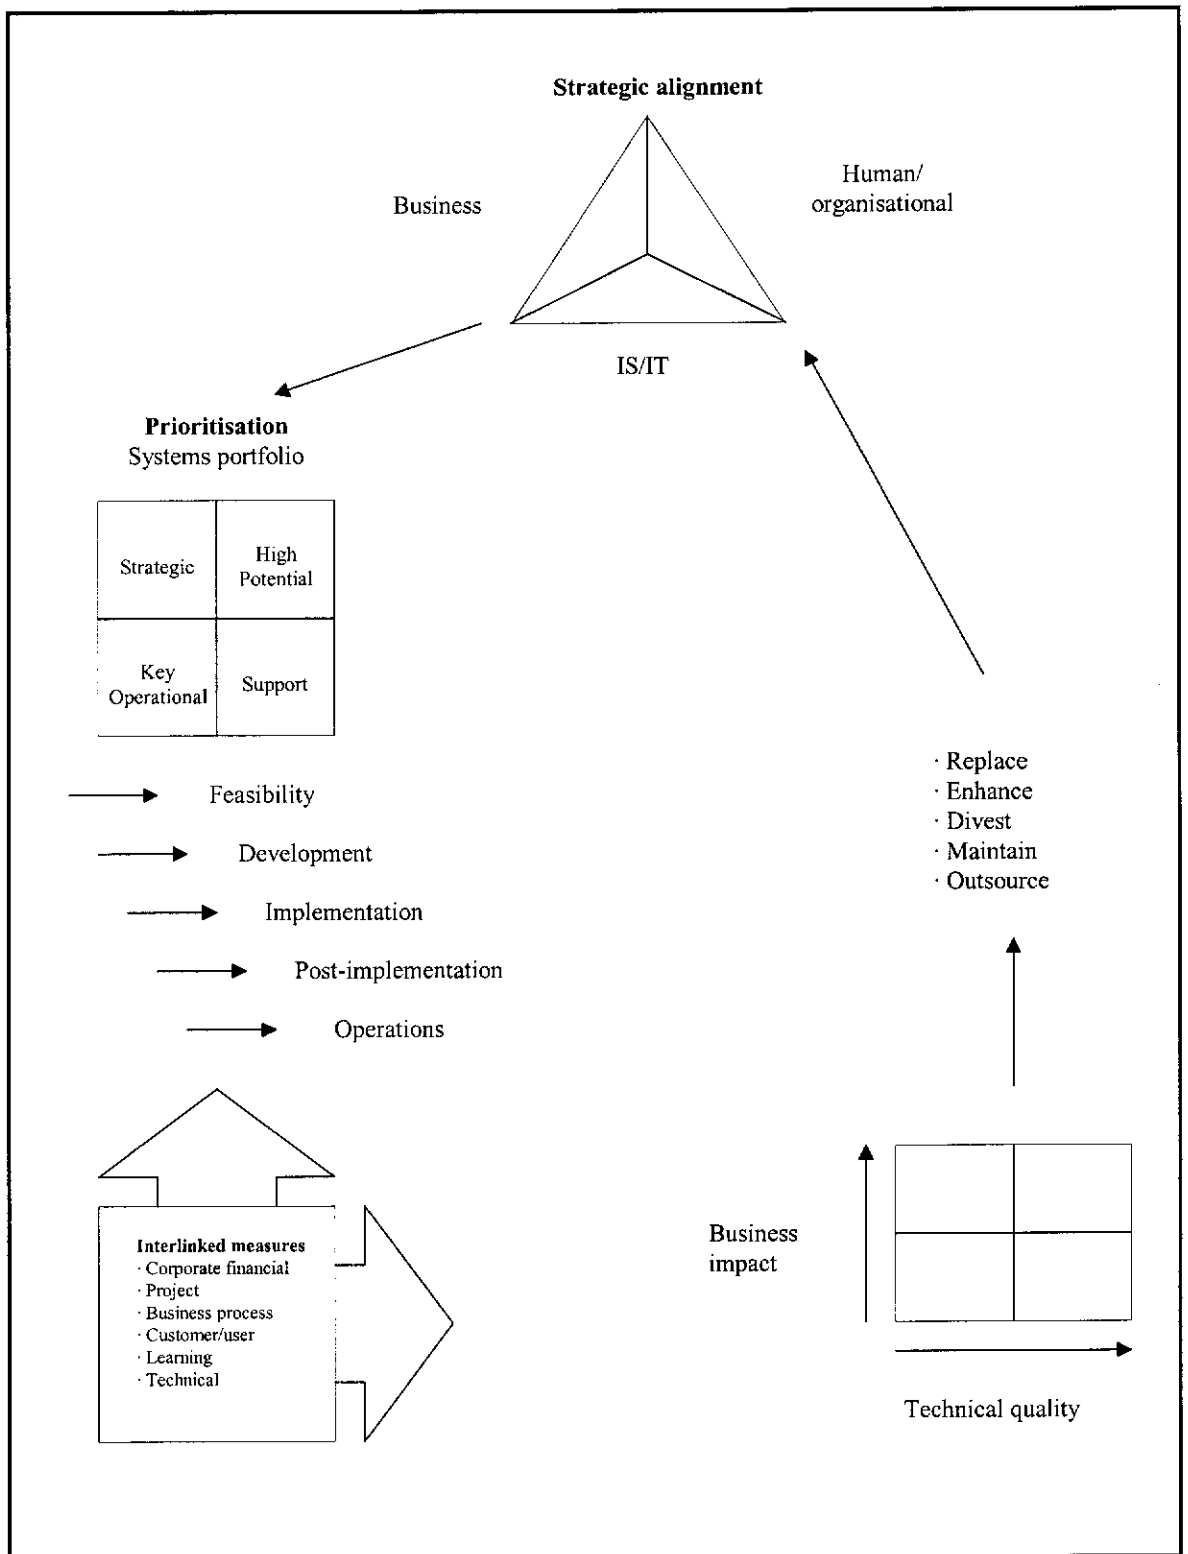 Strategic alignment
Business
Human/
organisational
IS/IT
Prioritisation
Systems portfolio
Strategic
High
Potential
Key
Operational
Support
Feasibility
Development
Implementation
Post-implementation
Operations
Interlinked measures
· Corporate financial
· Project
· Business process
· Customer/user
· Learning
· Technical
· Replace
· Enhance
· Divest
· Maintain
· Outsource
Business
impact
Technical quality